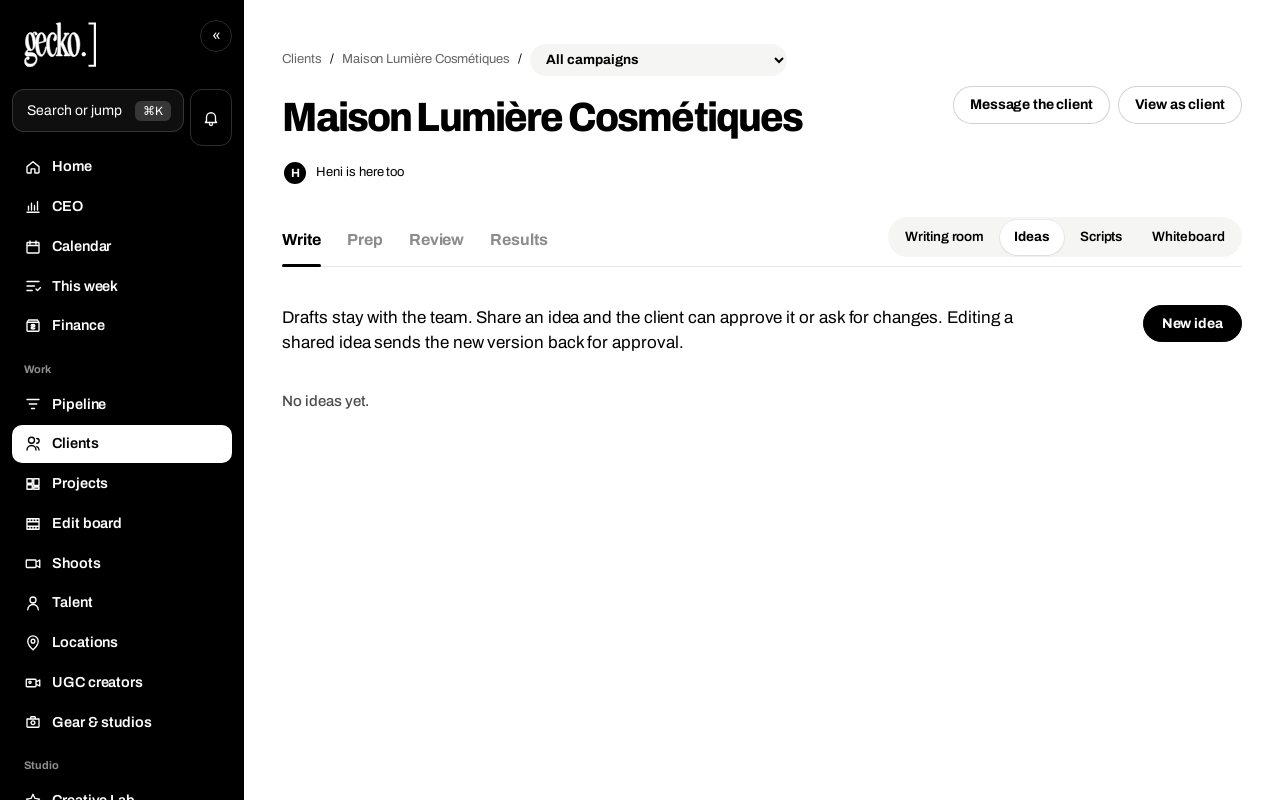 gecko.]
«
Search or jump ⌘K
Home
CEO
Calendar
This week
Finance
Work
Pipeline
Clients
Projects
Edit board
Shoots
Talent
Locations
UGC creators
Gear & studios
Studio
Creative Lab
Clients / Maison Lumière Cosmétiques / All campaigns
Maison Lumière Cosmétiques
Message the client
View as client
H Heni is here too
Write Prep Review Results
Writing room Ideas Scripts Whiteboard
Drafts stay with the team. Share an idea and the client can approve it or ask for changes. Editing a
shared idea sends the new version back for approval.
New idea
No ideas yet.